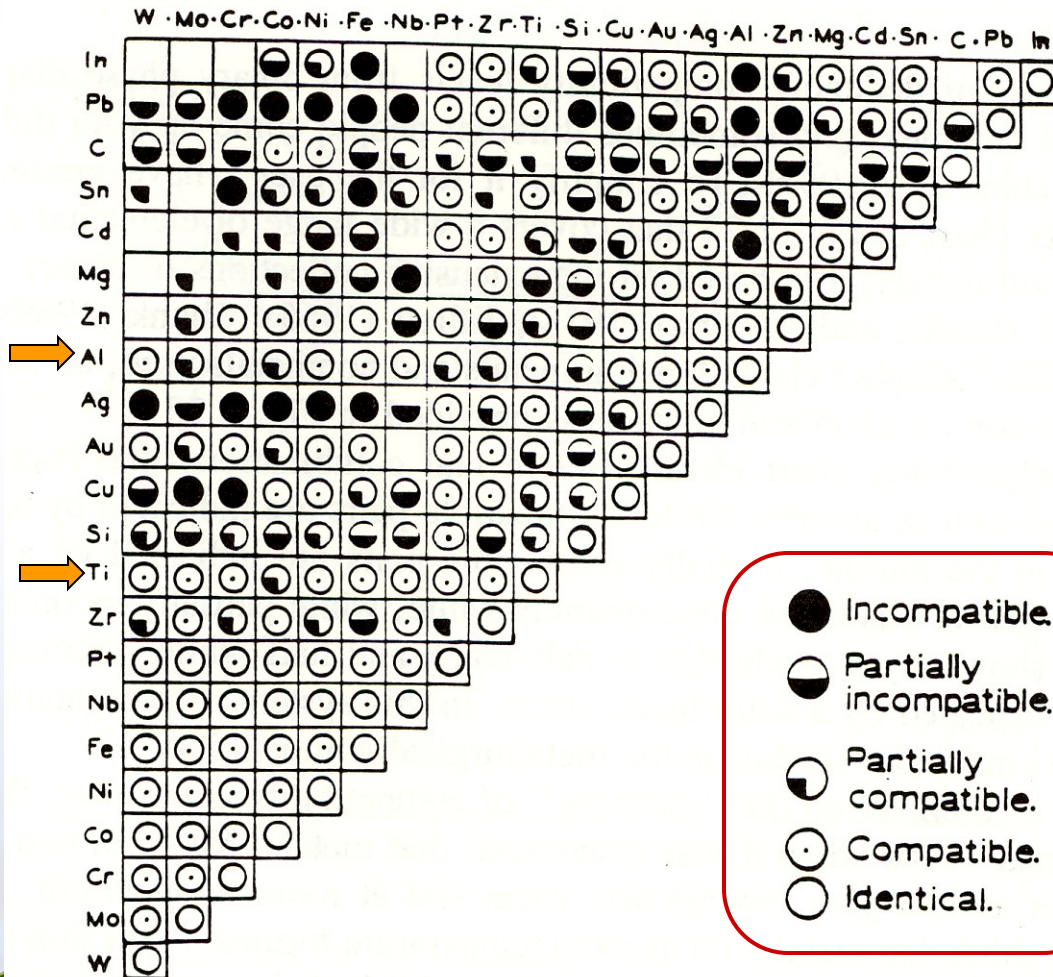 W · Mo · Cr · Co · Ni · Fe · Nb · Pt · Zr · Ti · Si · Cu · Au · Ag · Al · Zn · Mg · Cd · Sn · C · Pb In
In
Pb
C
Sn
Cd
Mg
Zn
Al
Ag
Au
Cu
Si
Ti
Zr
Pt
Nb
Fe
Ni
Co
Cr
Mo
W
Incompatible.
Partially
incompatible.
Partially
compatible.
Compatible.
Identical.